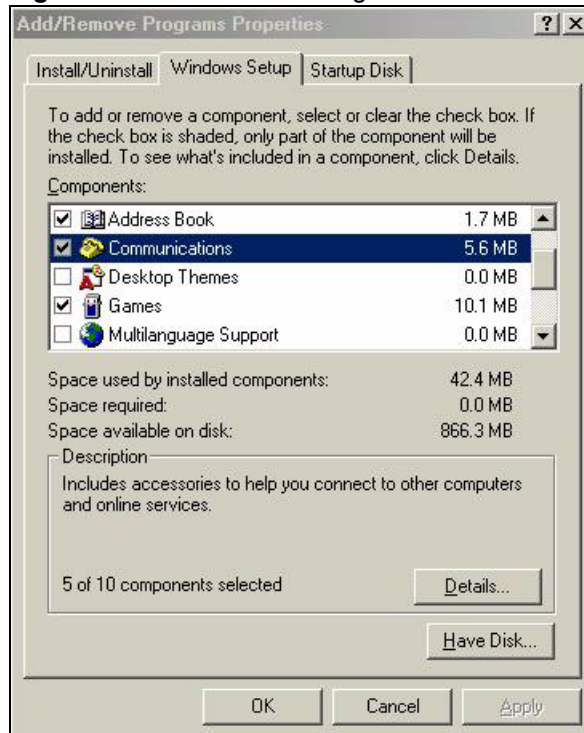 Add/Remove Programs Properties
Install/Uninstall Windows Setup Startup Disk
To add or remove a component, select or clear the check box. If
the check box is shaded, only part of the component will be
installed. To see what's included in a component, click Details.
Components:
Address Book 1.7 MB
Communications 5.6 MB
Desktop Themes 0.0 MB
Games 10.1 MB
Multilanguage Support 0.0 MB
Space used by installed components: 42.4 MB
Space required: 0.0 MB
Space available on disk: 866.3 MB
Description
Includes accessories to help you connect to other computers
and online services.
5 of 10 components selected
Details...
Have Disk...
OK Cancel Apply